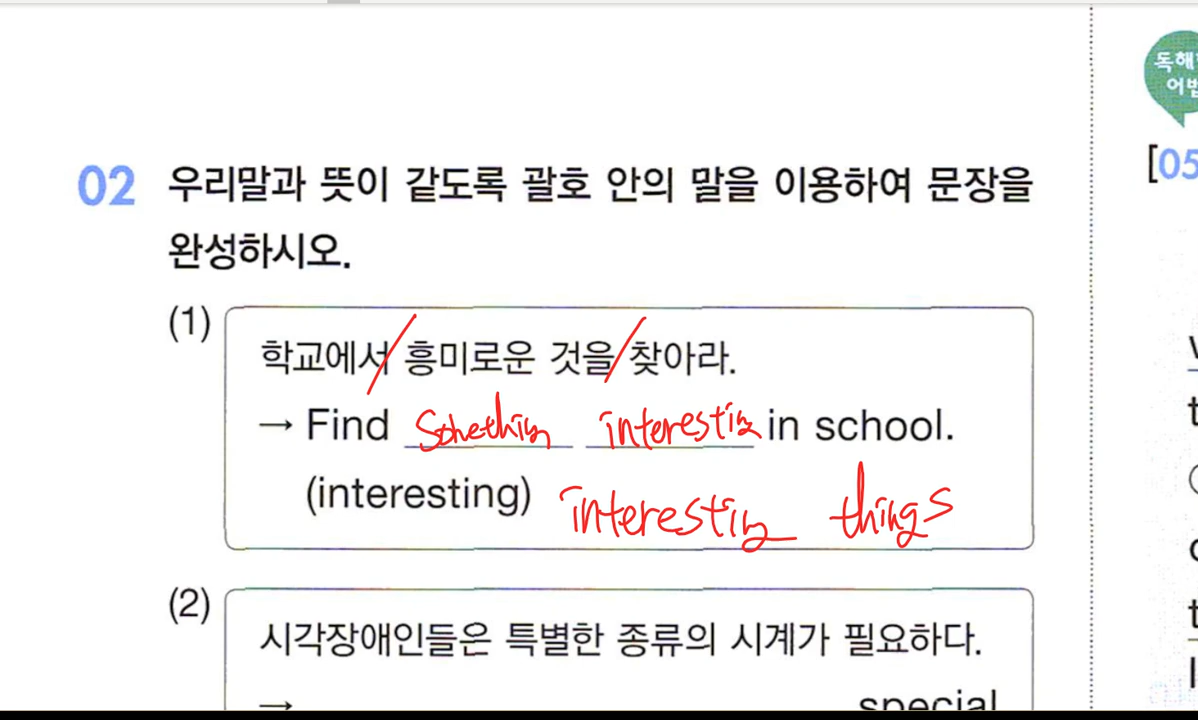 독해
어법
[05
02 우리말과 뜻이 같도록 괄호 안의 말을 이용하여 문장을
완성하시오.
(1)
학교에서 / 흥미로운 것을 / 찾아라.
→ Find something interesting in school.
(interesting) interesting things
(2)
시각장애인들은 특별한 종류의 시계가 필요하다.
→ special